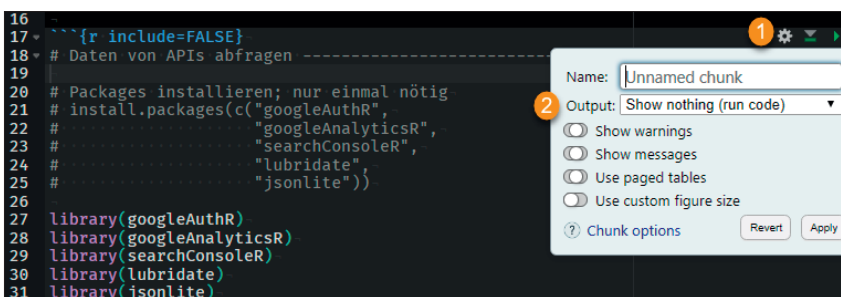 16
17 ```{r include=FALSE}
18 # Daten von APIs abfragen ----------------------------
19
20 # Packages installieren; nur einmal nötig
21 # install.packages(c("googleAuthR",
22 # "googleAnalyticsR",
23 # "searchConsoleR",
24 # "lubridate",
25 # "jsonlite"))
26
27 library(googleAuthR)
28 library(googleAnalyticsR)
29 library(searchConsoleR)
30 library(lubridate)
31 library(jsonlite)
1
Name: Unnamed chunk
2 Output: Show nothing (run code)
Show warnings
Show messages
Use paged tables
Use custom figure size
? Chunk options Revert Apply